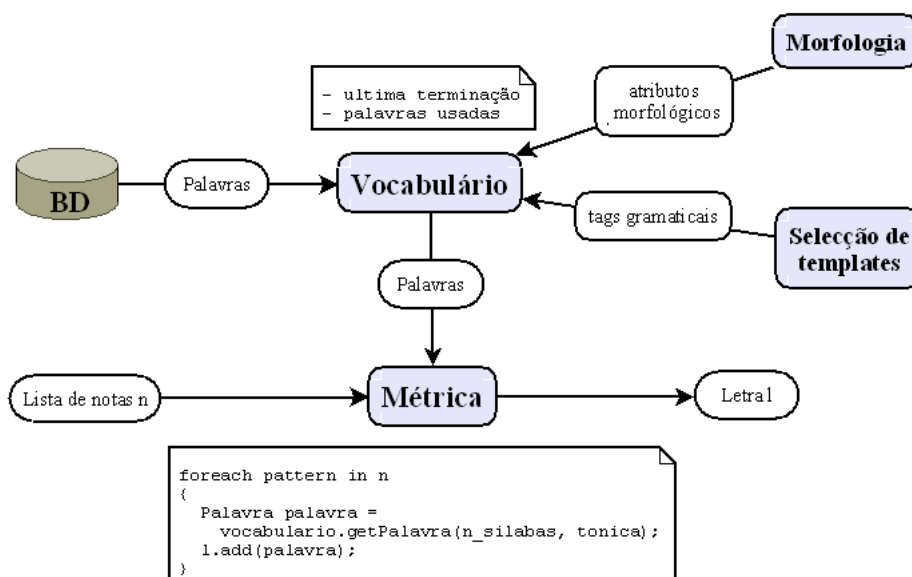 Morfologia
- ultima terminação
- palavras usadas
atributos
morfológicos
BD
Palavras
Vocabulário
tags gramaticais
Selecção de
templates
Palavras
Lista de notas n
Métrica
Letra l
foreach pattern in n
{
Palavra palavra =
vocabulario.getPalavra(n_silabas, tonica);
l.add(palavra);
}